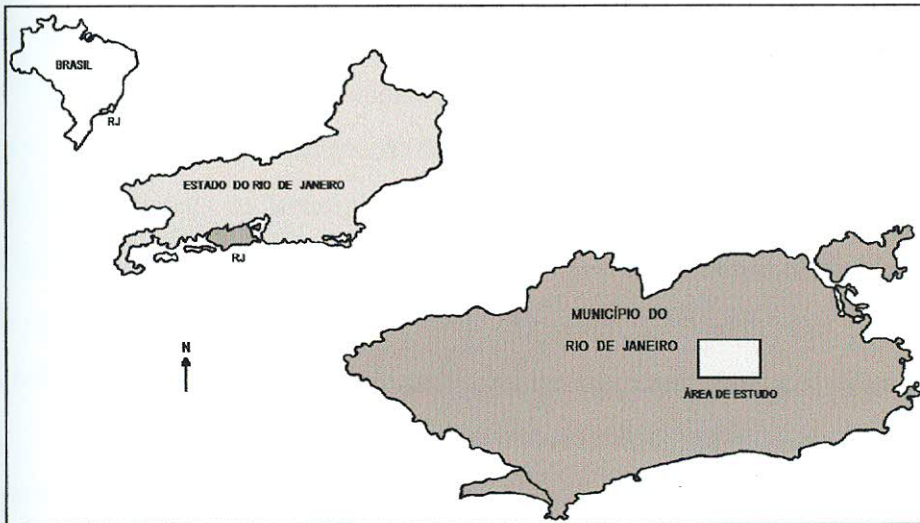 BRASIL
RJ
ESTADO DO RIO DE JANEIRO
RJ
N
MUNICÍPIO DO
RIO DE JANEIRO
ÁREA DE ESTUDO